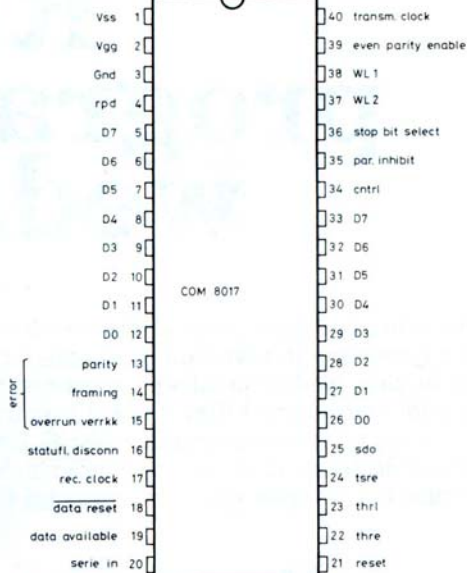 Vss 1
Vgg 2
Gnd 3
rpd 4
D7 5
D6 6
D5 7
D4 8
D3 9
D2 10
D1 11
D0 12
parity 13
framing 14
overrun verrkk 15
error
statufl. disconn 16
rec. clock 17
data reset 18
data available 19
serie in 20
COM 8017
40 transm. clock
39 even parity enable
38 WL 1
37 WL 2
36 stop bit select
35 par. inhibit
34 cntrl
33 D7
32 D6
31 D5
30 D4
29 D3
28 D2
27 D1
26 D0
25 sdo
24 tsre
23 thrl
22 thre
21 reset